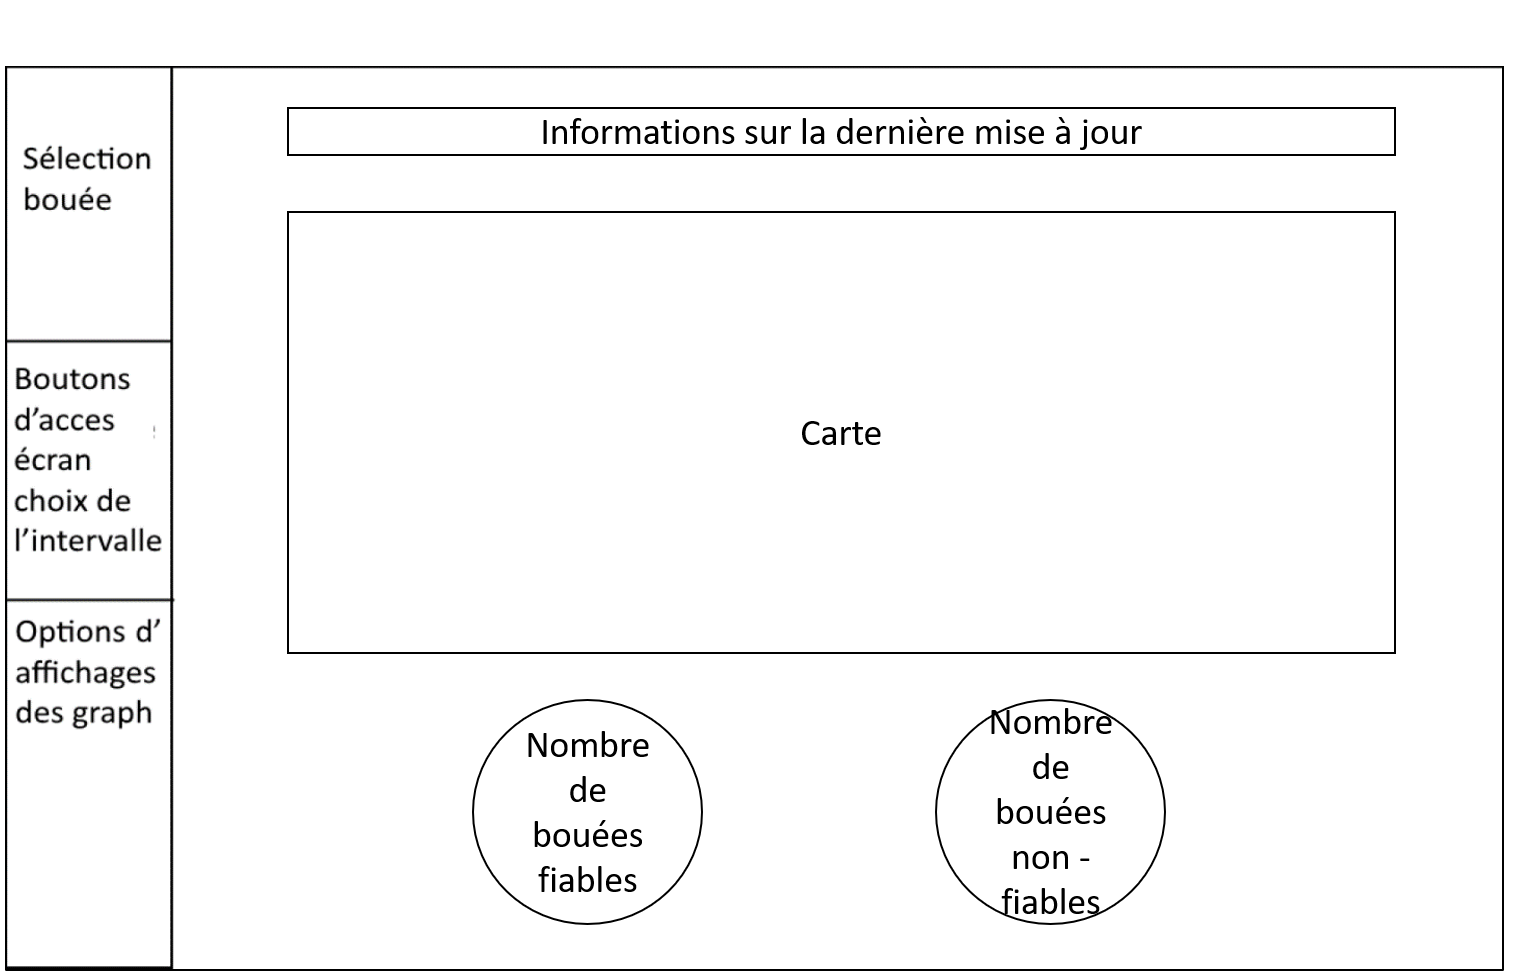 Sélection
bouée
Boutons
d’acces
écran
choix de
l’intervalle
Options d’
affichages
des graph
Informations sur la dernière mise à jour
Carte
Nombre
de
bouées
fiables
Nombre
de
bouées
non -
fiables